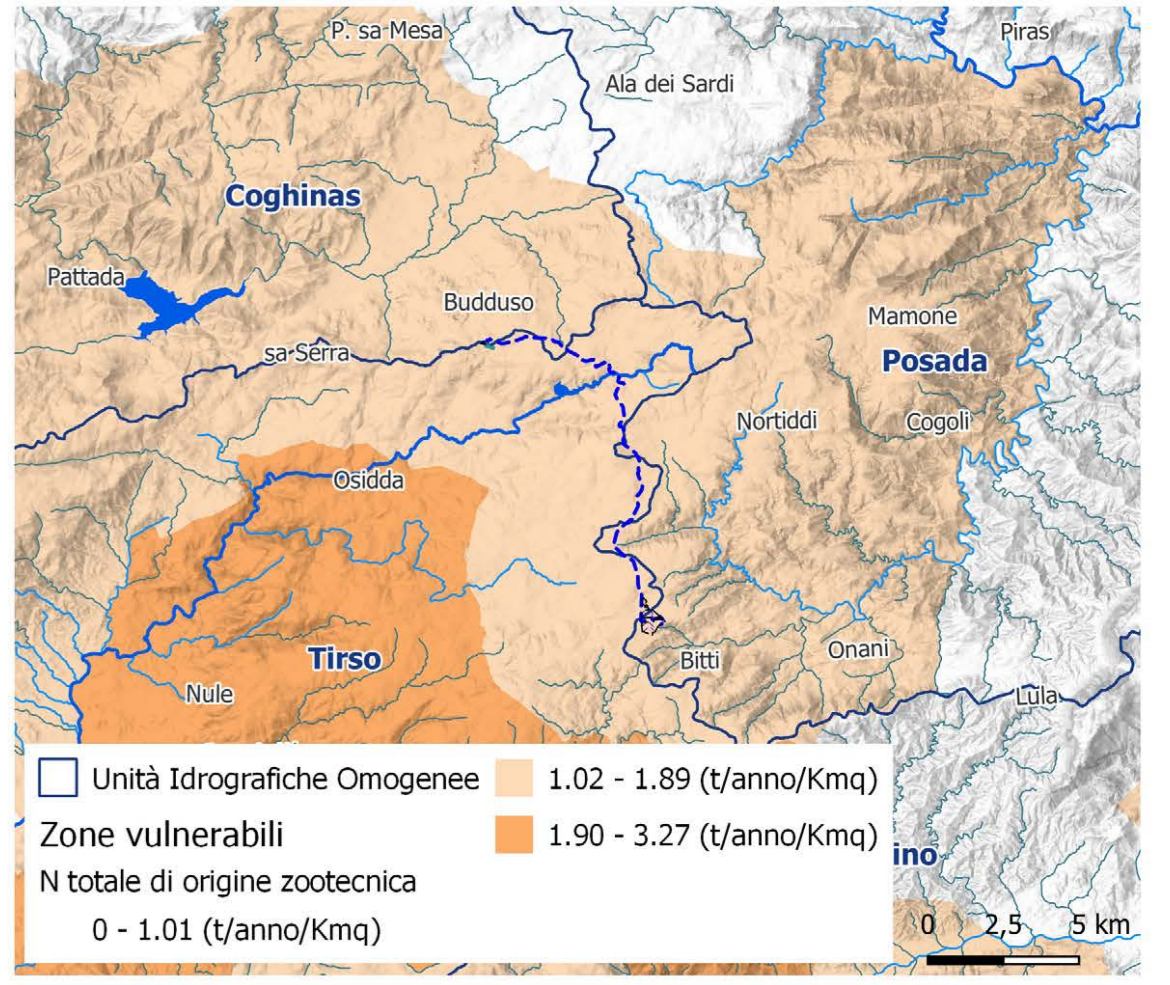 P. sa Mesa
Piras
Ala dei Sardi
Coghinas
Pattada
Budduso
Mamone
sa Serra
Posada
Nortiddi
Cogoli
Osidda
Onani
Tirso
Bitti
Nule
Lula
Unità Idrografiche Omogenee
1.02 - 1.89 (t/anno/Kmq)
Zone vulnerabili
1.90 - 3.27 (t/anno/Kmq)
ino
N totale di origine zootecnica
0 - 1.01 (t/anno/Kmq)
0 2,5 5 km